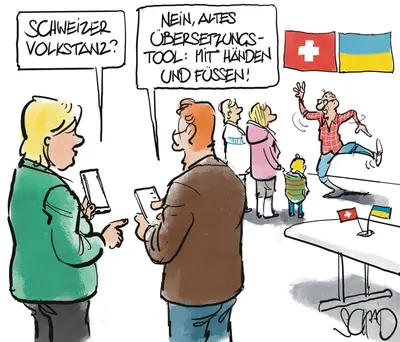 SCHWEIZER
VOLKSTANZ?
NEIN, ALTES
ÜBERSETZUNGS-
TOOL: MIT HÄNDEN
UND FÜSSEN!